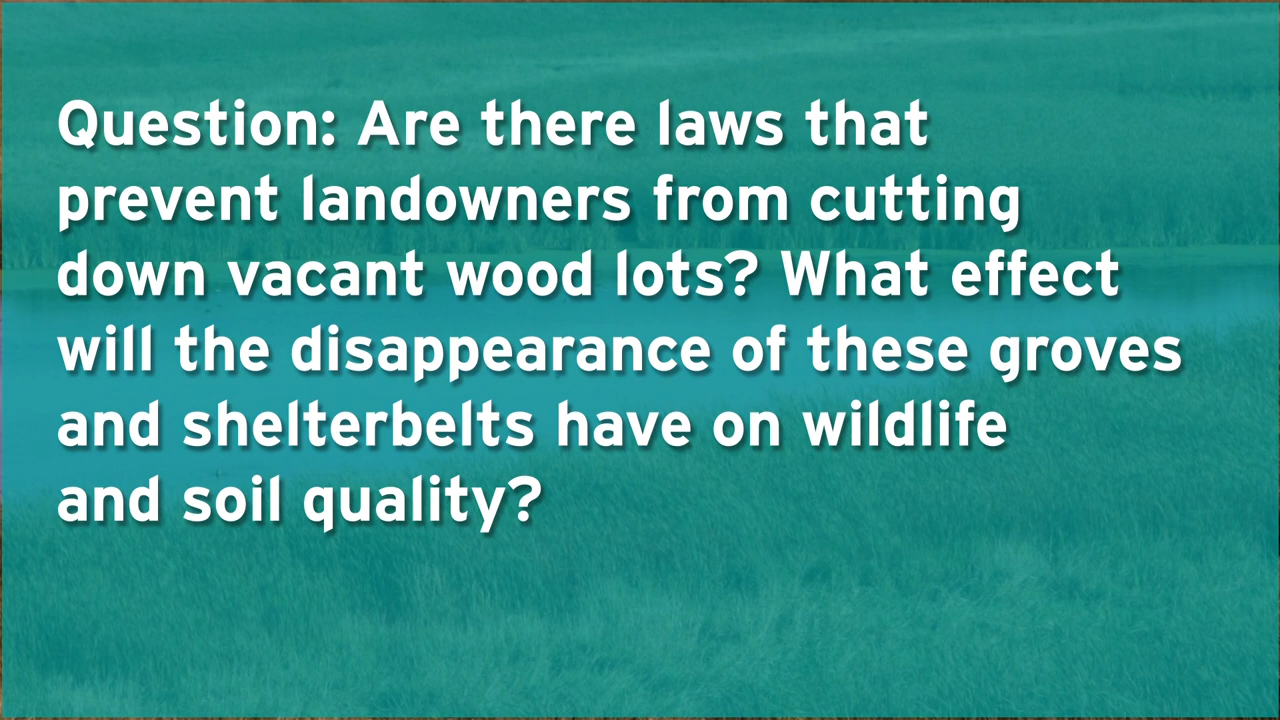 Question: Are there laws that
prevent landowners from cutting
down vacant wood lots? What effect
will the disappearance of these groves
and shelterbelts have on wildlife
and soil quality?